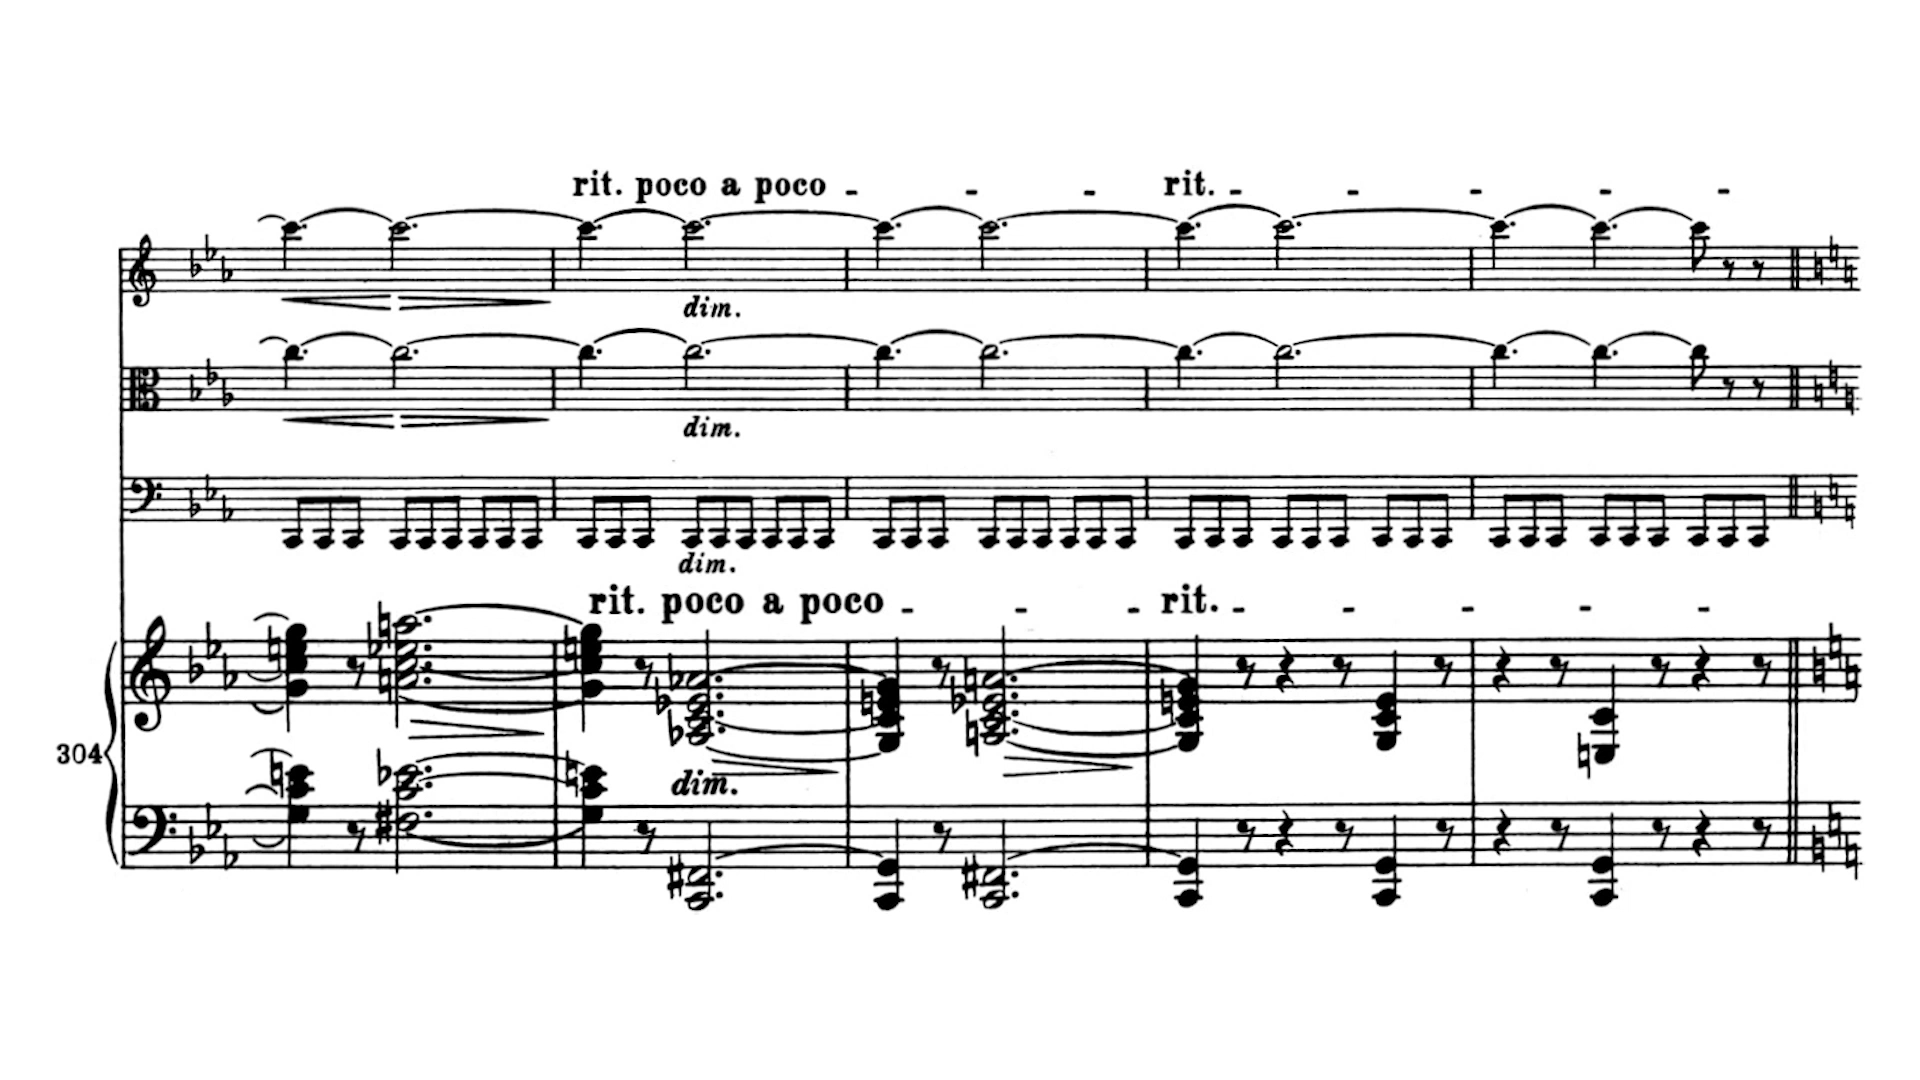 rit. poco a poco - - - rit. - - - - -
dim.
dim.
dim.
rit. poco a poco - - - rit. - - - - -
304
dim.